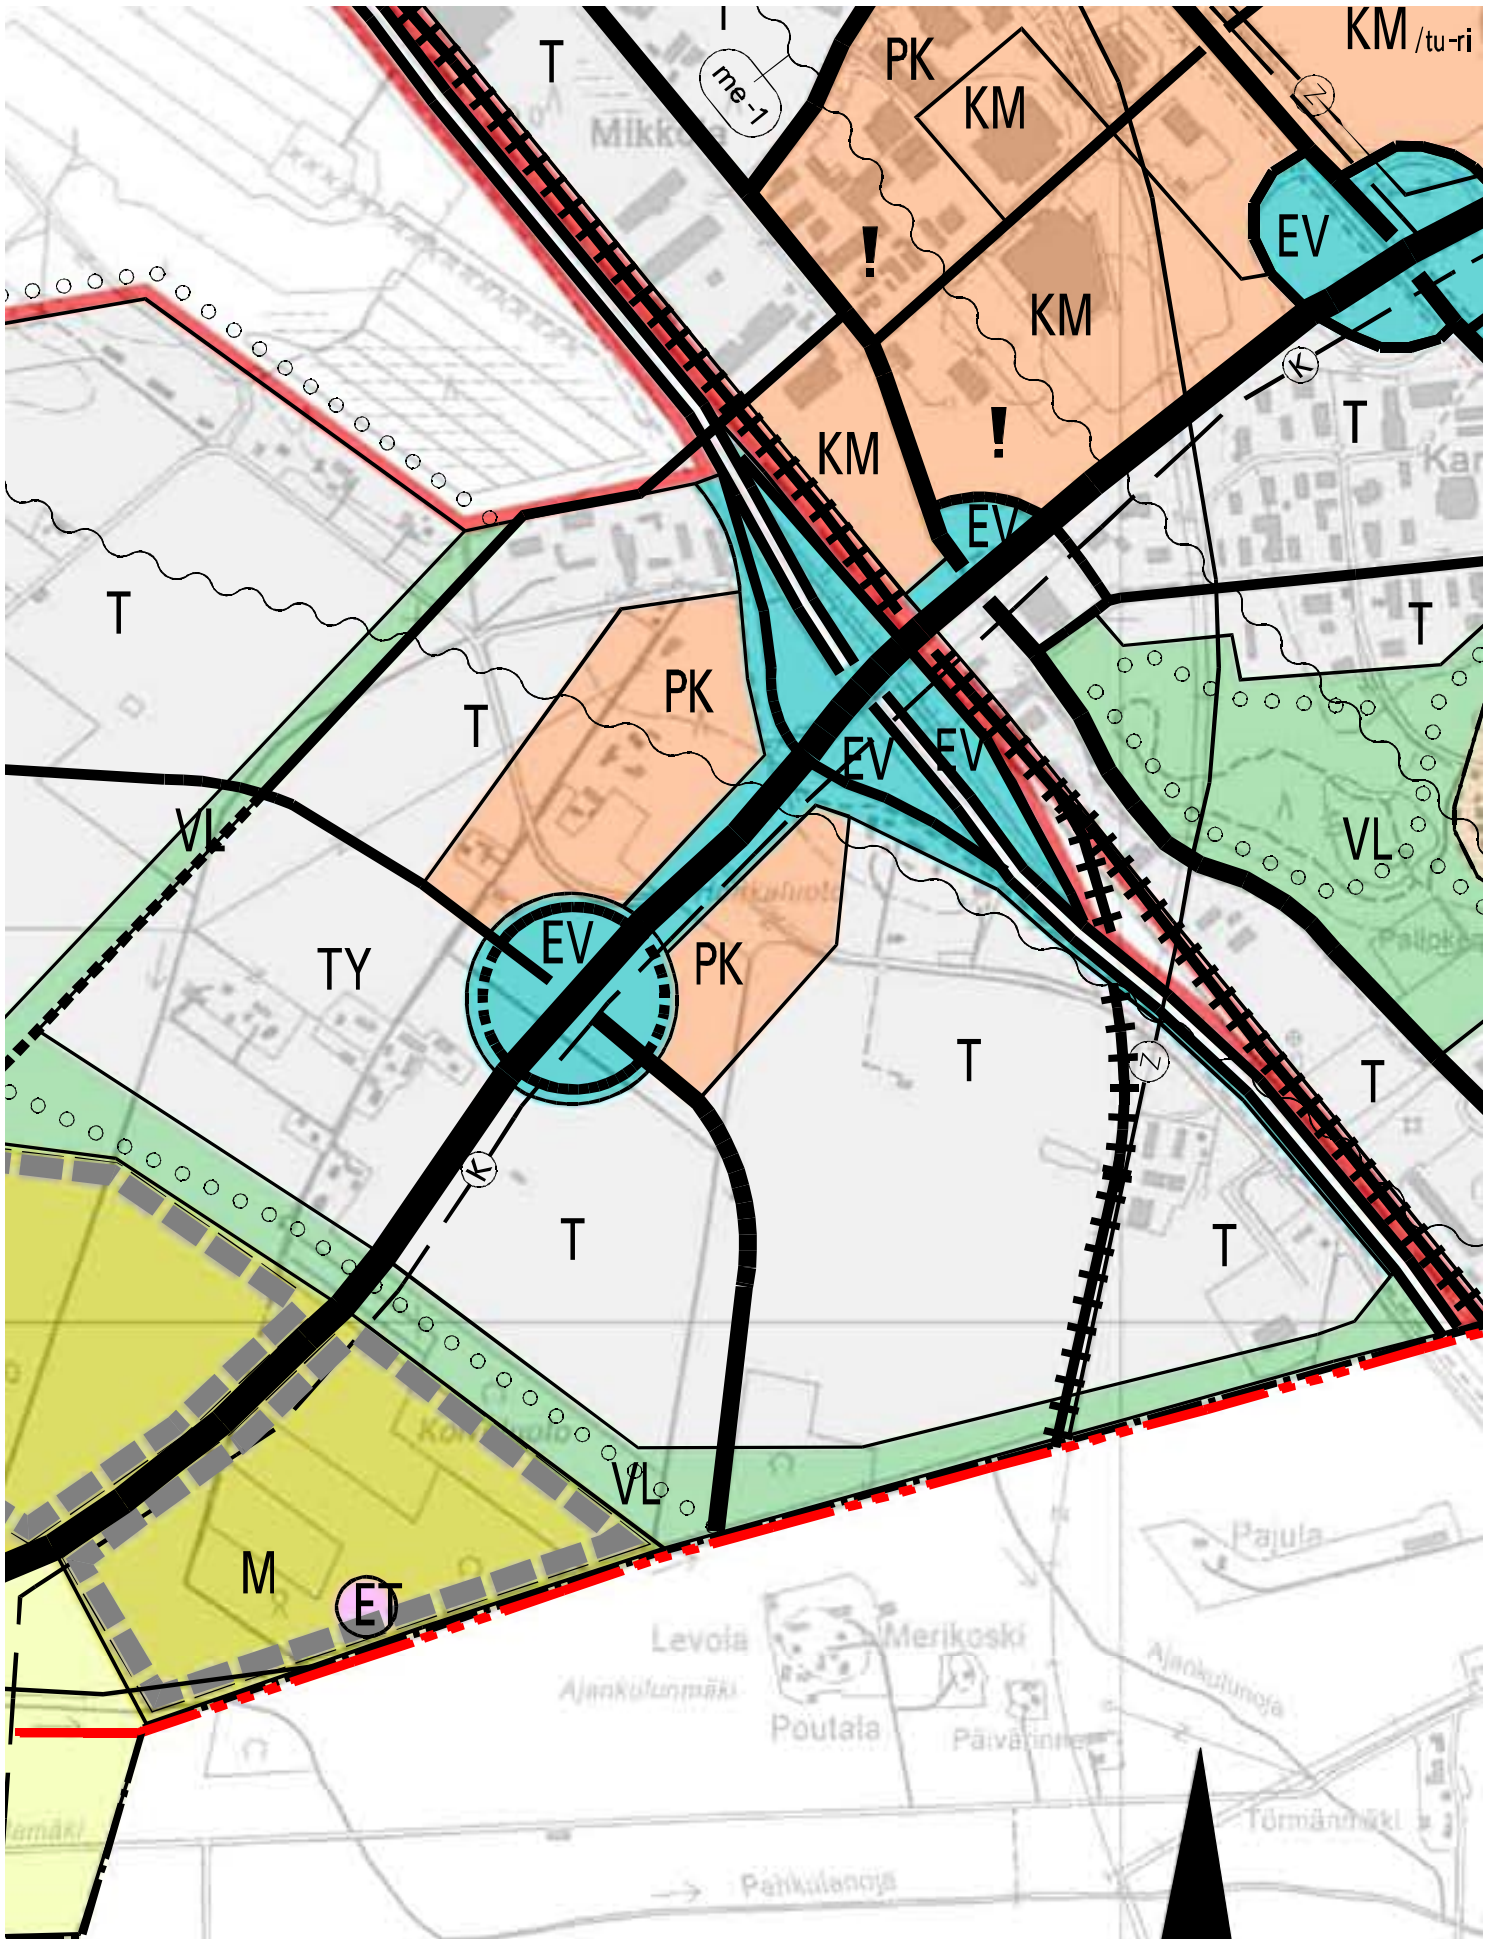 T
PK
KM /tu-ri
me-1
KM
Z
EV
!
KM
K
T
KM
!
EV
T
T
PK
T
EV
EV
VL
VL
TY
EV
PK
T
Z
T
K
T
T
VL
M
ET
Pajula
Levola
Merikoski
Ajankulunmäki
Ajankulunoja
Poutala
Päivärinne
Törmänmäki
Pahkulanoja